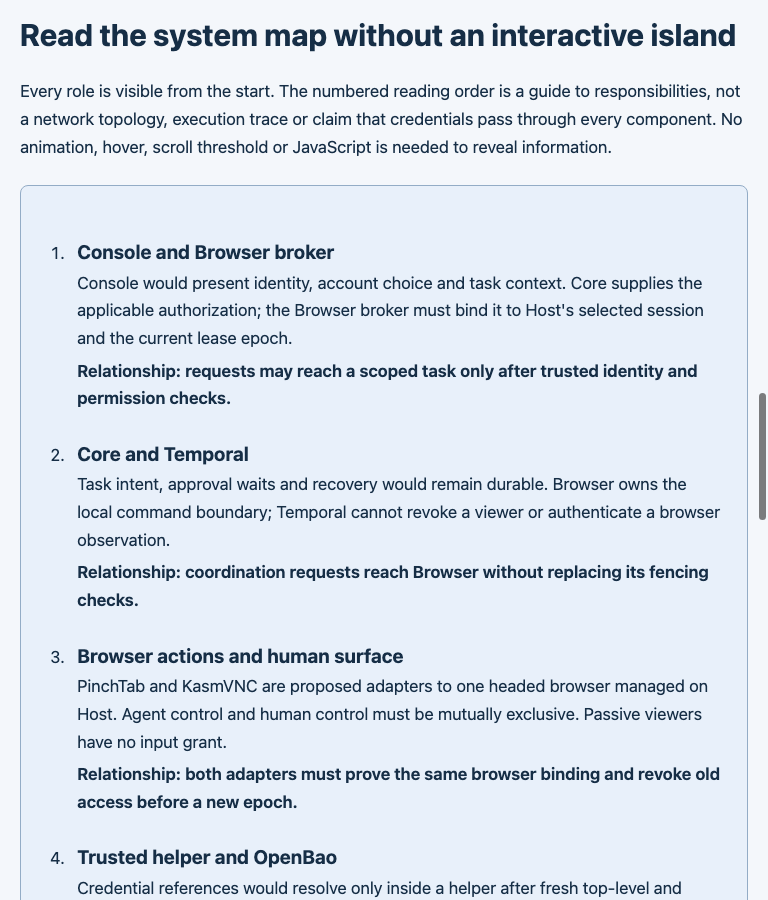 Read the system map without an interactive island
Every role is visible from the start. The numbered reading order is a guide to responsibilities, not
a network topology, execution trace or claim that credentials pass through every component. No
animation, hover, scroll threshold or JavaScript is needed to reveal information.
1. Console and Browser broker
Console would present identity, account choice and task context. Core supplies the
applicable authorization; the Browser broker must bind it to Host's selected session
and the current lease epoch.
Relationship: requests may reach a scoped task only after trusted identity and
permission checks.
2. Core and Temporal
Task intent, approval waits and recovery would remain durable. Browser owns the
local command boundary; Temporal cannot revoke a viewer or authenticate a browser
observation.
Relationship: coordination requests reach Browser without replacing its fencing
checks.
3. Browser actions and human surface
PinchTab and KasmVNC are proposed adapters to one headed browser managed on
Host. Agent control and human control must be mutually exclusive. Passive viewers
have no input grant.
Relationship: both adapters must prove the same browser binding and revoke old
access before a new epoch.
4. Trusted helper and OpenBao
Credential references would resolve only inside a helper after fresh top-level and